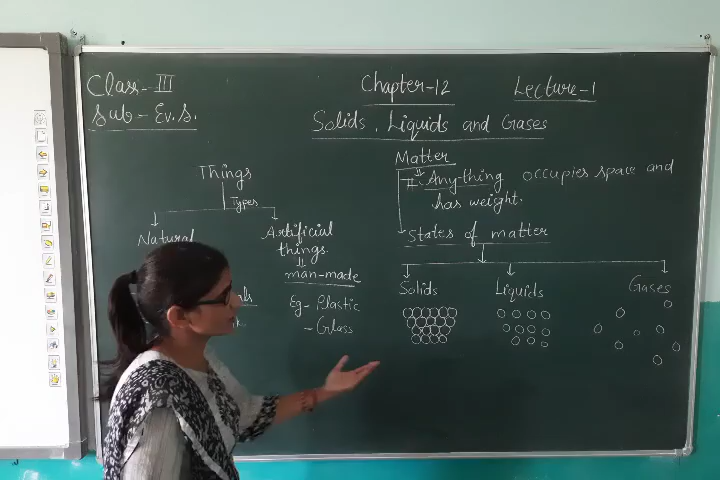 Class-III
Sub - Ev.S.
Chapter-12
Lecture-1
Solids, Liquids and Gases
Things
Types
Natural
Artificial
things.
man-made
Eg- Plastic
- Glass
Matter
Any-thing occupies space and
has weight.
States of matter
Solids
Liquids
Gases